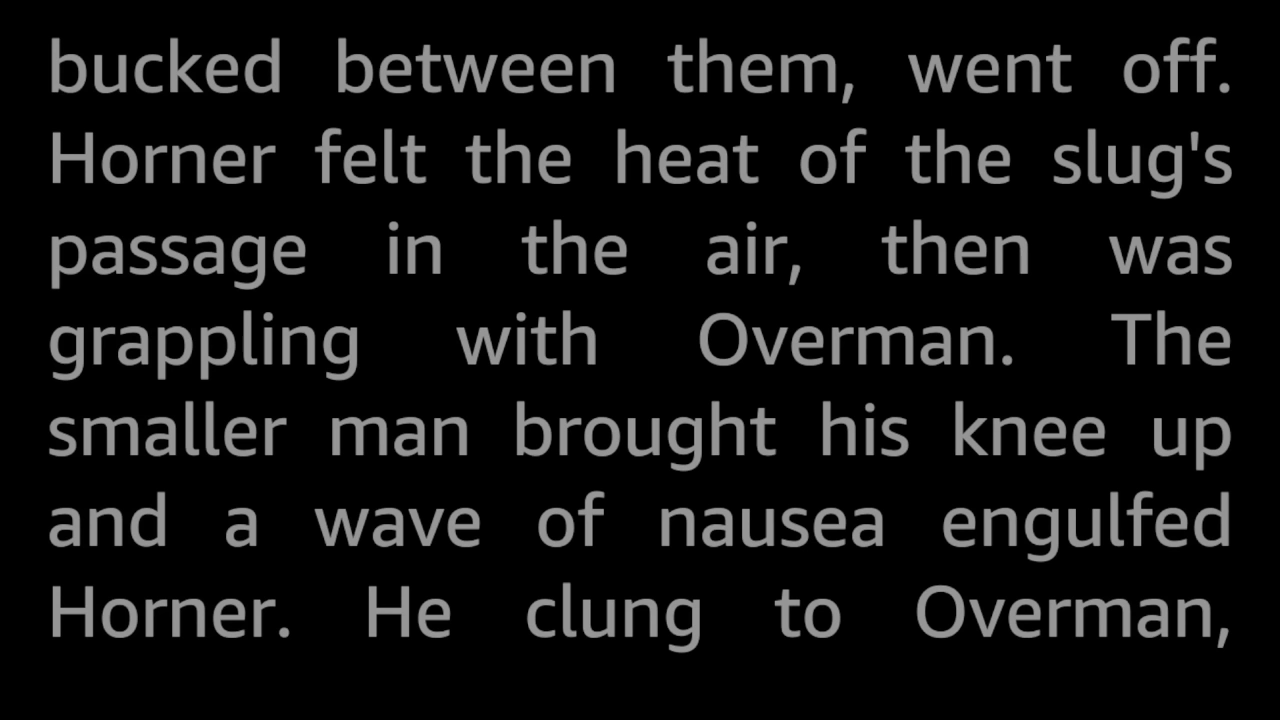 bucked between them, went off.
Horner felt the heat of the slug's
passage in the air, then was
grappling with Overman. The
smaller man brought his knee up
and a wave of nausea engulfed
Horner. He clung to Overman,